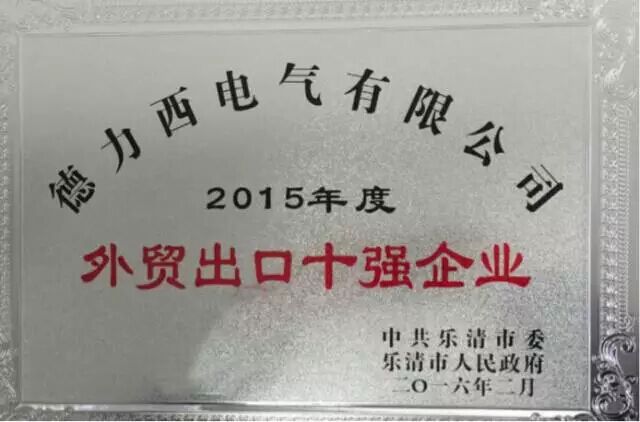 德力西电气有限公司
2015年度
外贸出口十强企业
中共乐清市委
乐清市人民政府
二〇一六年二月